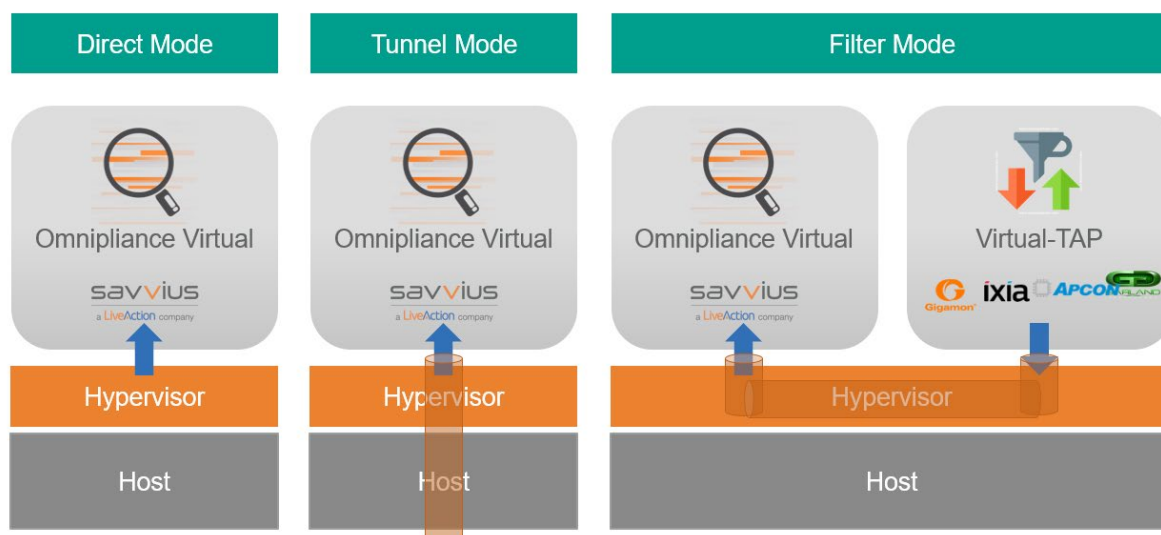 Direct Mode
Tunnel Mode
Filter Mode
Omnipliance Virtual
savvius
a LiveAction company
Omnipliance Virtual
savvius
a LiveAction company
Omnipliance Virtual
savvius
a LiveAction company
Virtual-TAP
Gigamon
ixia
APCON
Hypervisor
Hypervisor
Hypervisor
Host
Host
Host